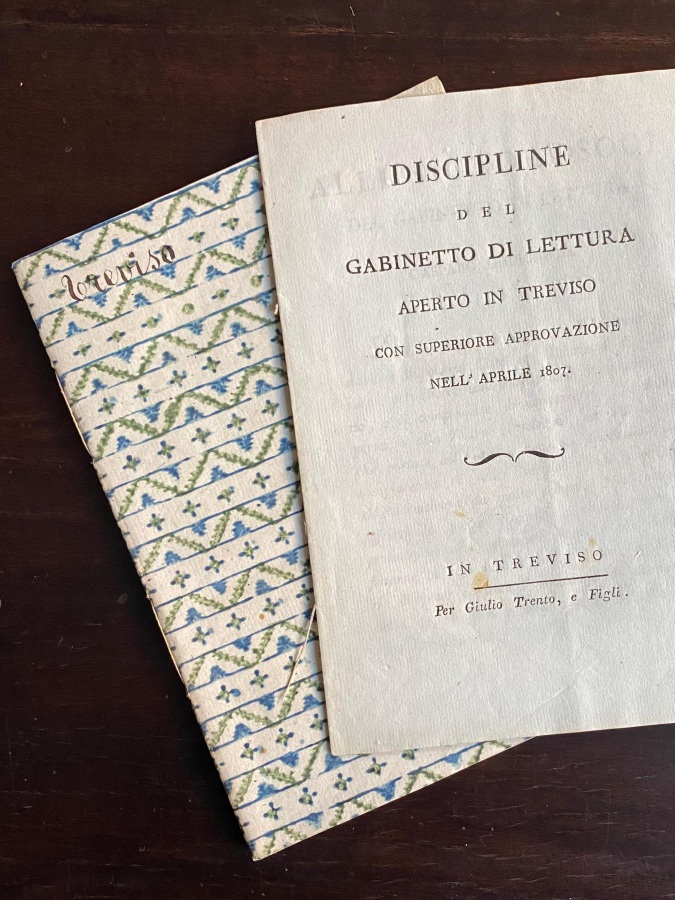 Treviso
DISCIPLINE
DEL
GABINETTO DI LETTURA
APERTO IN TREVISO
CON SUPERIORE APPROVAZIONE
NELL' APRILE 1807.
IN TREVISO
Per Giulio Trento, e Figli.